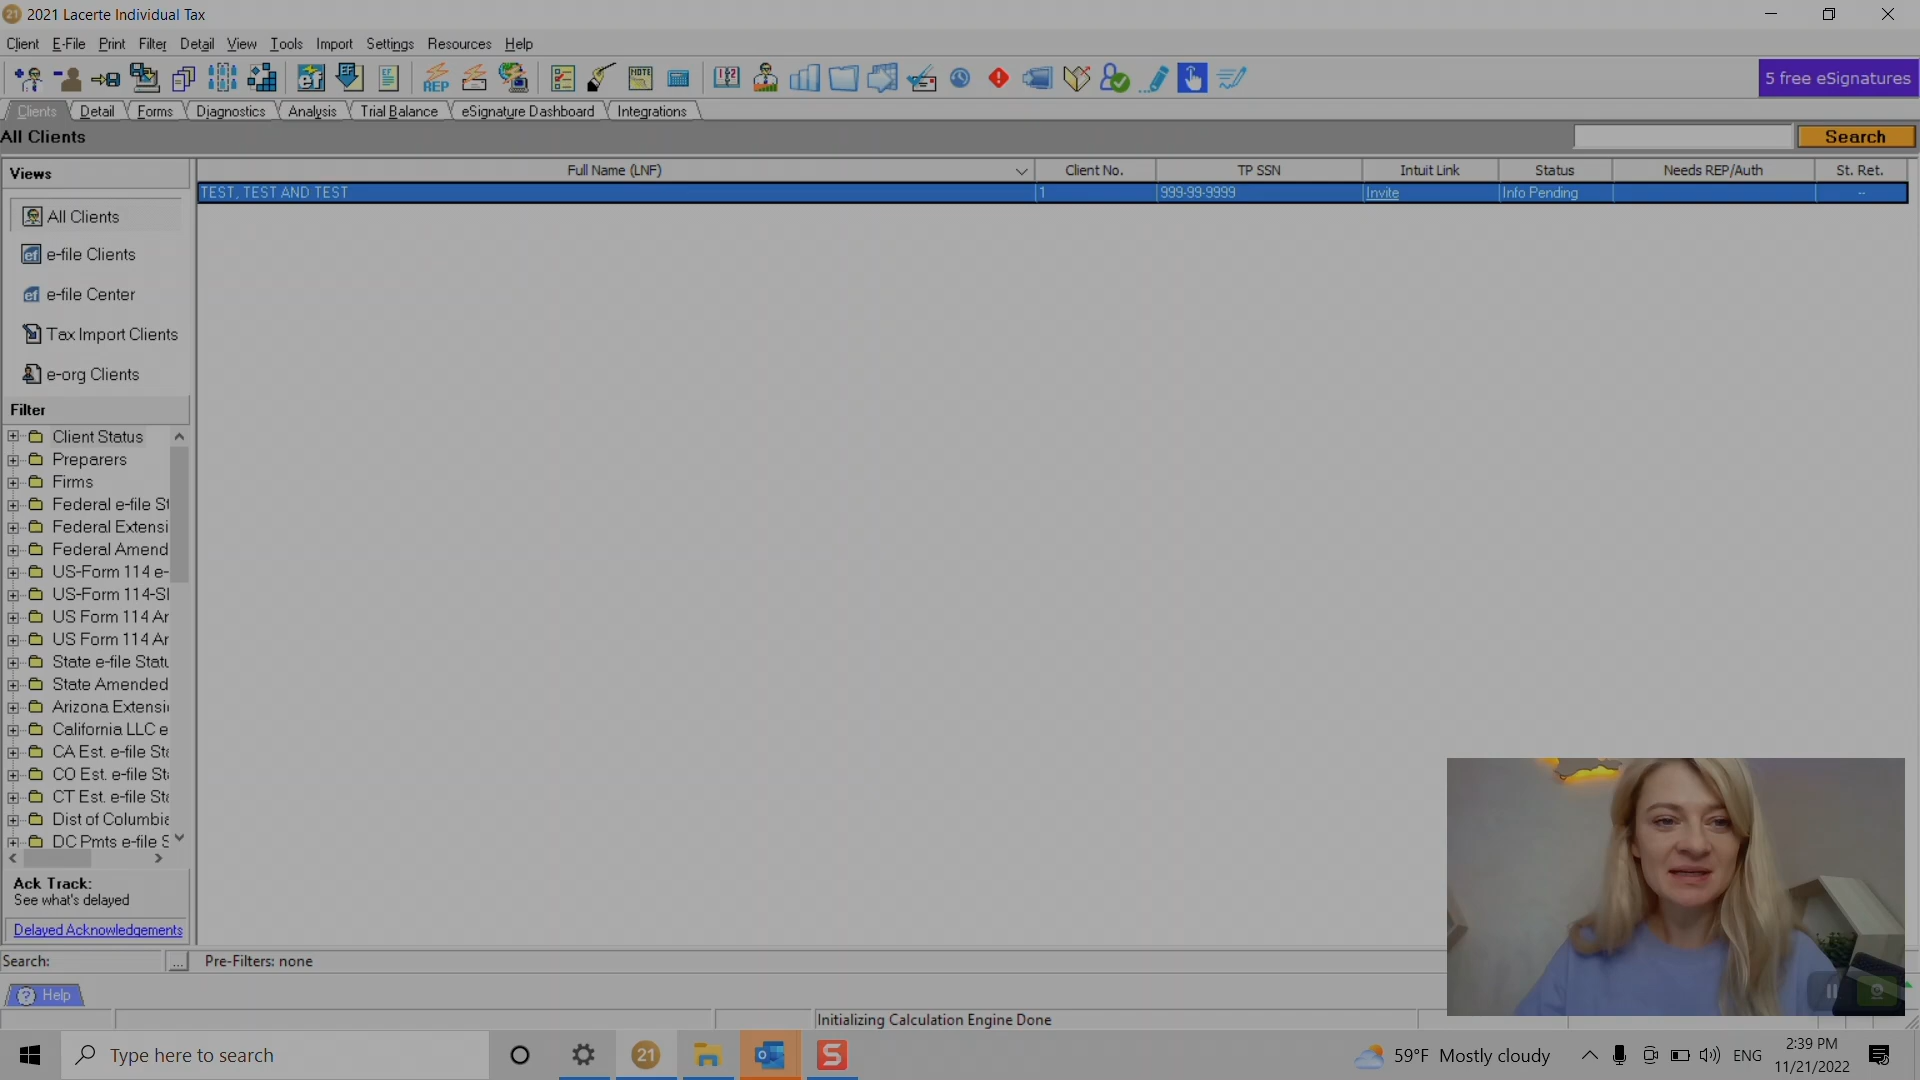 21 2021 Lacerte Individual Tax
Client E-File Print Filter Detail View Tools Import Settings Resources Help
5 free eSignatures
Clients Detail Forms Diagnostics Analysis Trial Balance eSignature Dashboard Integrations
All Clients
Search
Views
Full Name (LNF) Client No. TP SSN Intuit Link Status Needs REP/Auth St. Ret.
TEST, TEST AND TEST 1 999-99-9999 Invite Info Pending --
All Clients
e-file Clients
e-file Center
Tax Import Clients
e-org Clients
Filter
Client Status
Preparers
Firms
Federal e-file St
Federal Extensi
Federal Amend
US-Form 114 e-
US-Form 114-SI
US Form 114 Ar
US Form 114 Ar
State e-file Statu
State Amended
Arizona Extensi
California LLC e
CA Est. e-file Sta
CO Est. e-file Sta
CT Est. e-file Sta
Dist of Columbia
DC Pmts e-file S
Ack Track:
See what's delayed
Delayed Acknowledgements
Search: ... Pre-Filters: none
Help
Initializing Calculation Engine Done
Type here to search
21
S
59°F Mostly cloudy
ENG
2:39 PM
11/21/2022